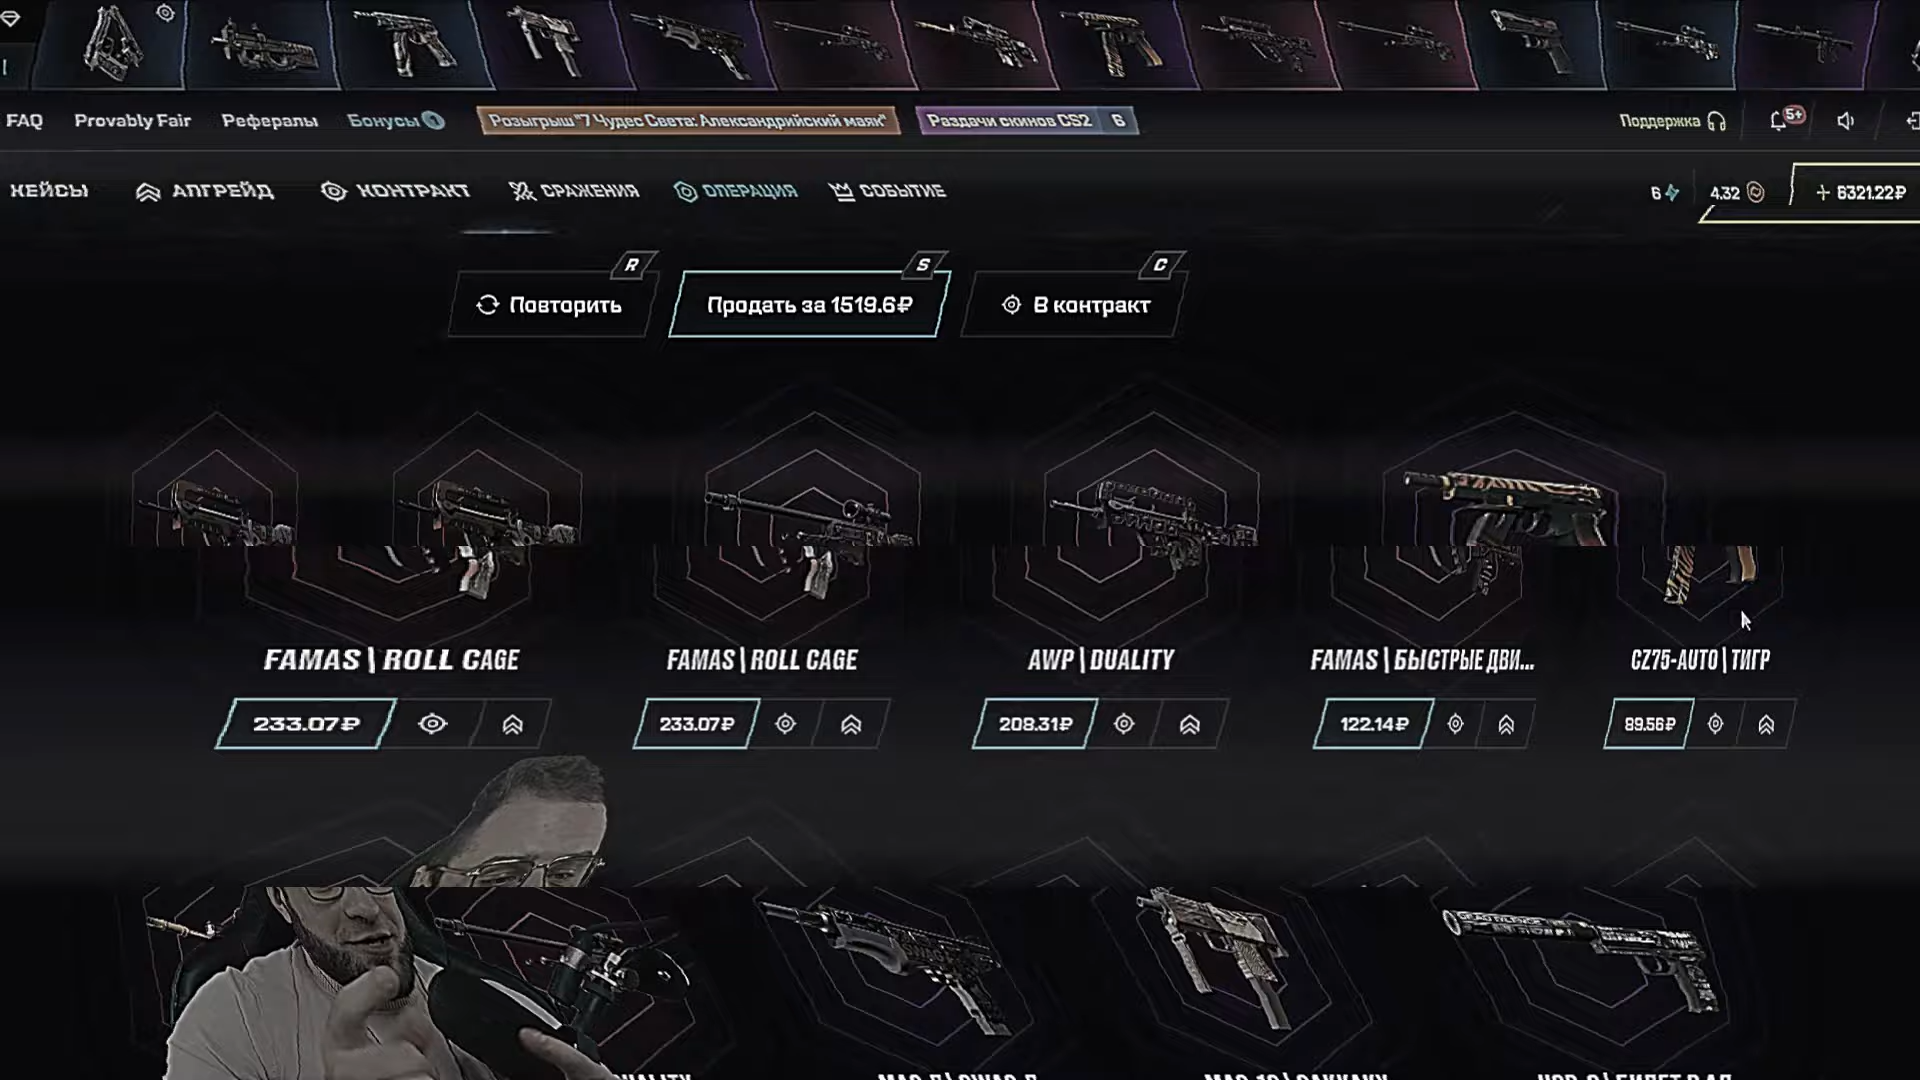 FAQ Provably Fair Рефералы Бонусы Розыгрыш "7 Чудес Света: Александрийский маяк" Раздачи скинов CS2 6 Поддержка 5+
КЕЙСЫ АПГРЕЙД КОНТРАКТ СРАЖЕНИЯ ОПЕРАЦИЯ СОБЫТИЕ 6 4.32 + 6321.22₽
R S C
Повторить Продать за 1519.6₽ В контракт
FAMAS | ROLL CAGE FAMAS | ROLL CAGE AWP | DUALITY FAMAS | БЫСТРЫЕ ДВИ... CZ75-AUTO | ТИГР
233.07₽ 233.07₽ 208.31₽ 122.14₽ 89.56₽